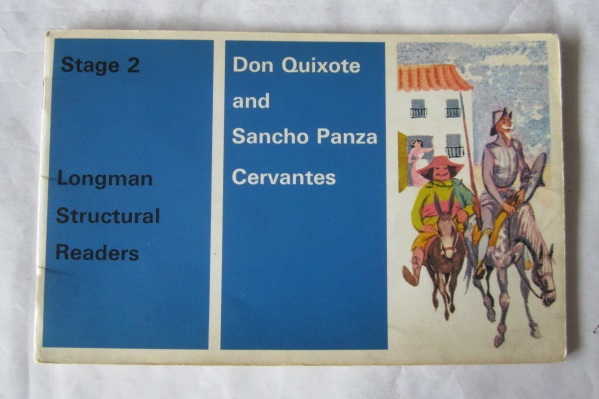 Stage 2
Longman
Structural
Readers
Don Quixote
and
Sancho Panza
Cervantes